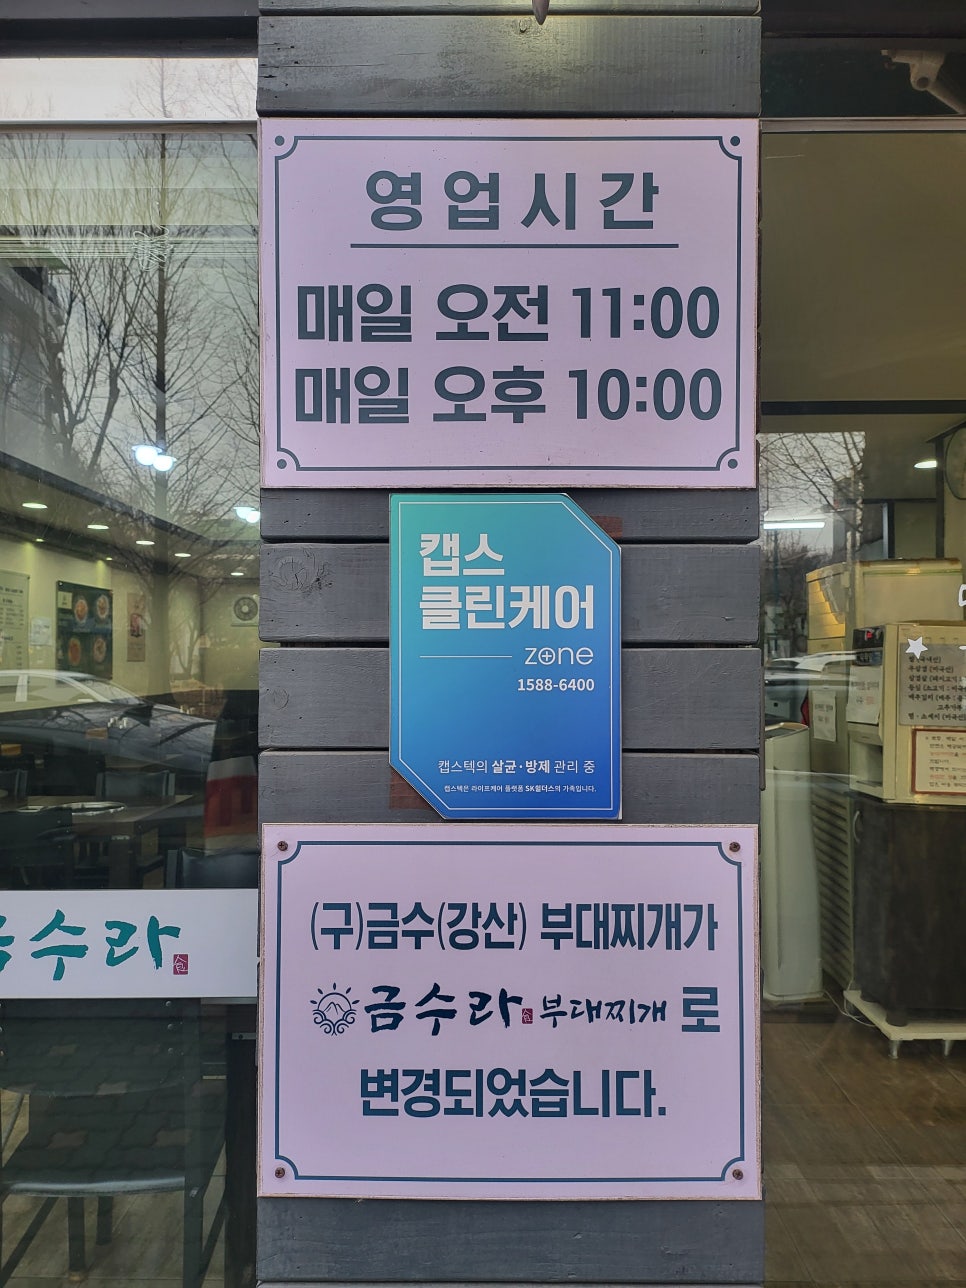 영업시간
매일 오전 11:00
매일 오후 10:00
캡스
클린케어
zone
1588-6400
캡스텍의 살균·방제 관리 중
캡스텍은 라이프케어 플랫폼 SK쉴더스의 가족입니다.
(구)금수(강산) 부대찌개가
금수라 부대찌개 로
변경되었습니다.
금수라